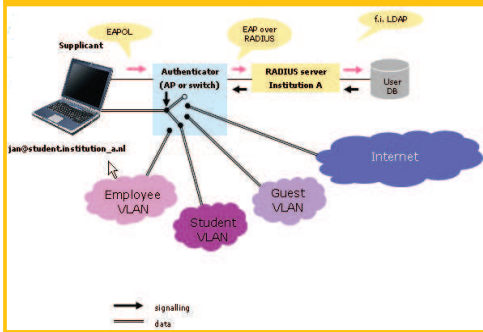 f.i. LDAP
EAPOL
EAP over
RADIUS
Supplicant
Authenticator
(AP or switch)
RADIUS server
Institution A
User
DB
jan@student.institution_a.nl
Internet
Employee
VLAN
Guest
VLAN
Student
VLAN
signalling
data